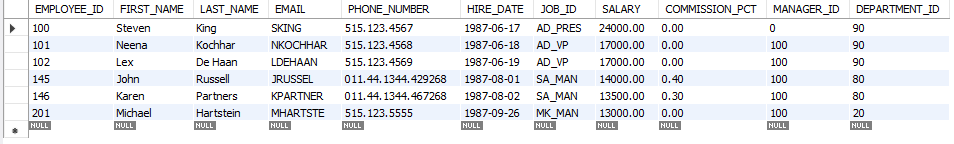 EMPLOYEE_ID FIRST_NAME LAST_NAME EMAIL PHONE_NUMBER HIRE_DATE JOB_ID SALARY COMMISSION_PCT MANAGER_ID DEPARTMENT_ID
100 Steven King SKING 515.123.4567 1987-06-17 AD_PRES 24000.00 0.00 0 90
101 Neena Kochhar NKOCHHAR 515.123.4568 1987-06-18 AD_VP 17000.00 0.00 100 90
102 Lex De Haan LDEHAAN 515.123.4569 1987-06-19 AD_VP 17000.00 0.00 100 90
145 John Russell JRUSSEL 011.44.1344.429268 1987-08-01 SA_MAN 14000.00 0.40 100 80
146 Karen Partners KPARTNER 011.44.1344.467268 1987-08-02 SA_MAN 13500.00 0.30 100 80
201 Michael Hartstein MHARTSTE 515.123.5555 1987-09-26 MK_MAN 13000.00 0.00 100 20
NULL NULL NULL NULL NULL NULL NULL NULL NULL NULL NULL